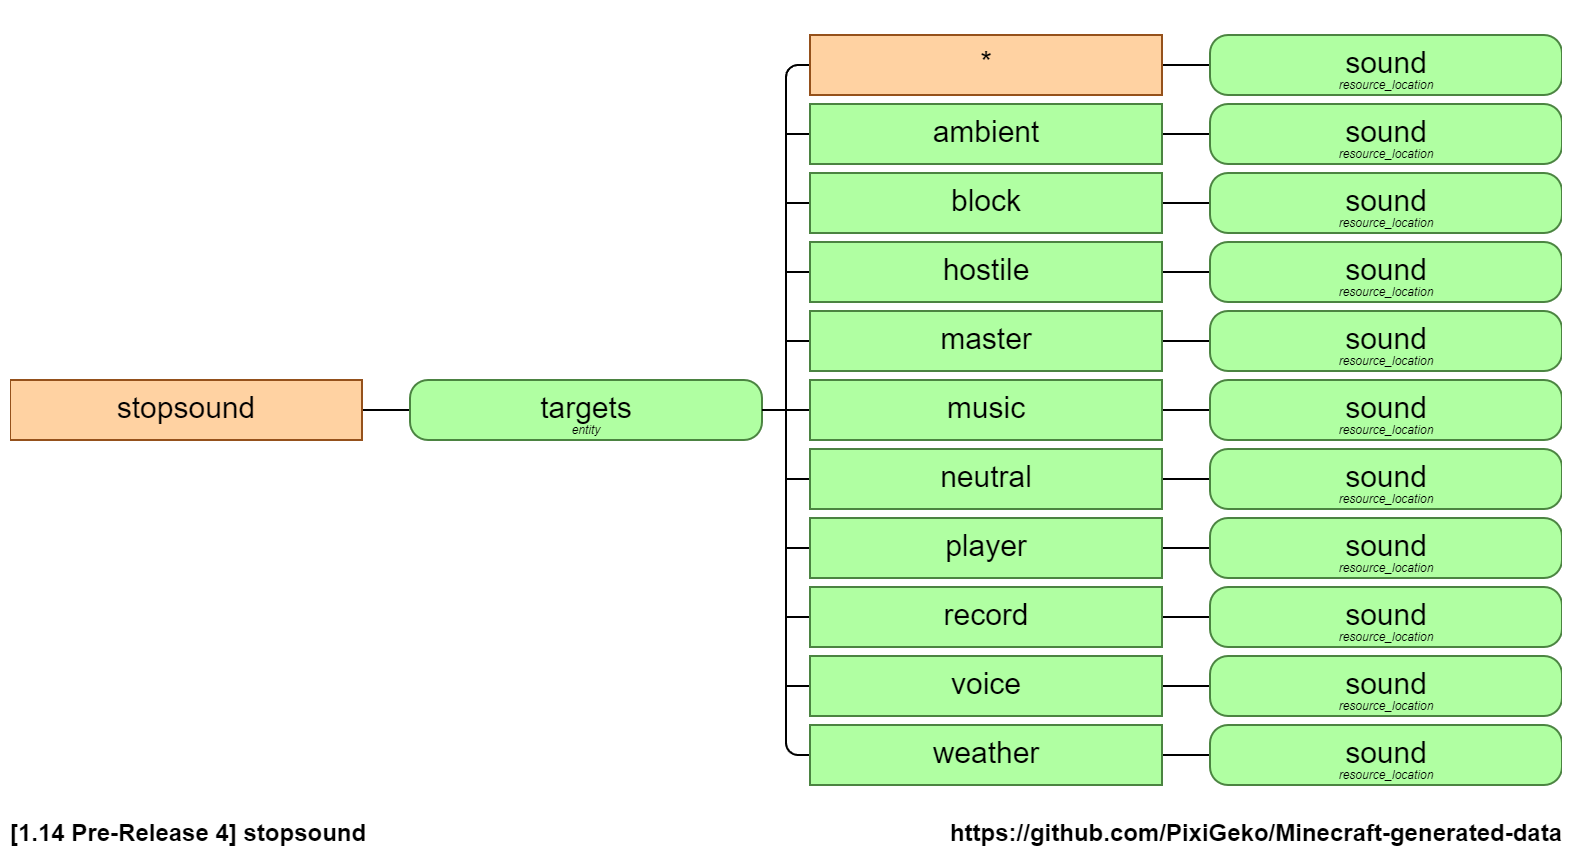 stopsound
targets
entity
*
sound
resource_location
ambient
sound
resource_location
block
sound
resource_location
hostile
sound
resource_location
master
sound
resource_location
music
sound
resource_location
neutral
sound
resource_location
player
sound
resource_location
record
sound
resource_location
voice
sound
resource_location
weather
sound
resource_location
[1.14 Pre-Release 4] stopsound
https://github.com/PixiGeko/Minecraft-generated-data